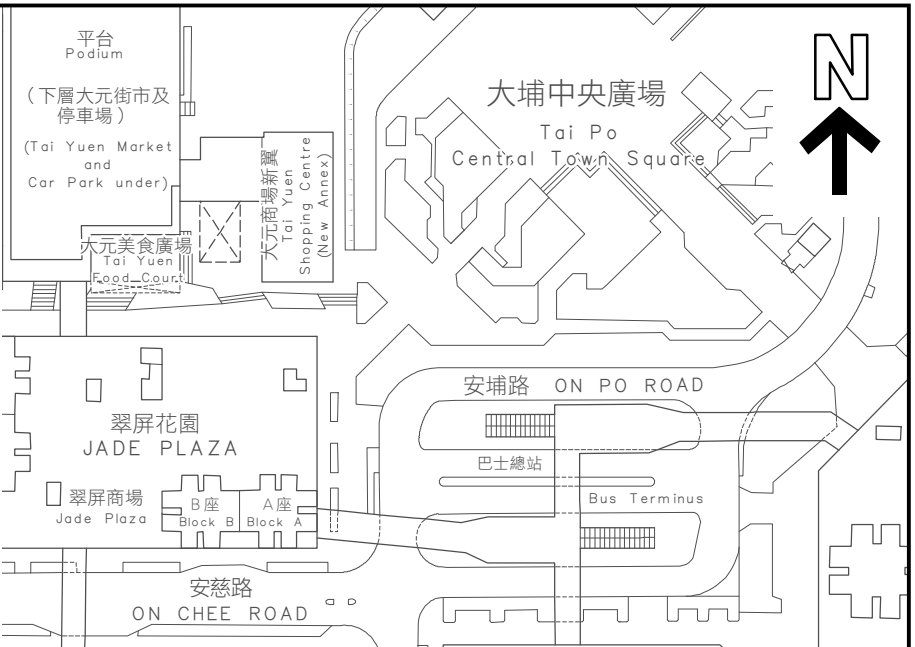 平台
Podium
（下層大元街市及
停車場）
(Tai Yuen Market
and
Car Park under)
大元商場新翼
Tai Yuen
Shopping Centre
(New Annex)
大元美食廣場
Tai Yuen
Food Court
大埔中央廣場
Tai Po
Central Town Square
N
安埔路 ON PO ROAD
翠屏花園
JADE PLAZA
翠屏商場
Jade Plaza
B座
Block B
A座
Block A
巴士總站
Bus Terminus
安慈路
ON CHEE ROAD